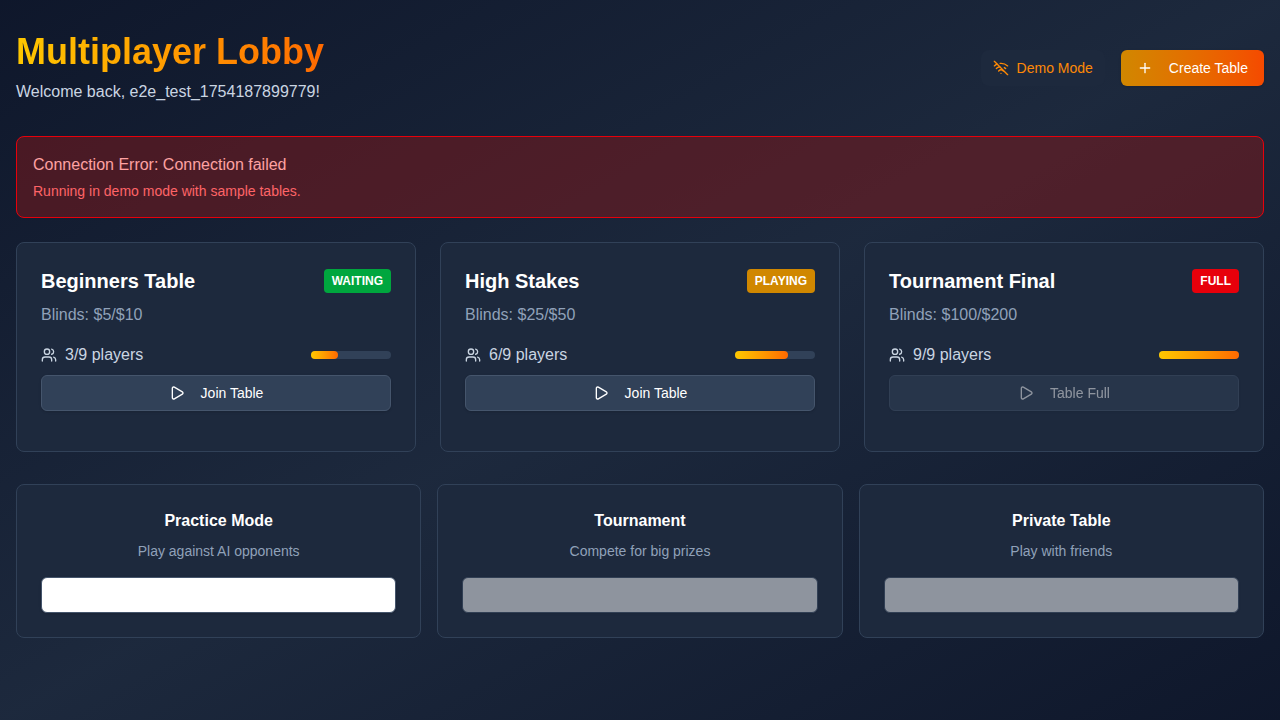 Multiplayer Lobby
Welcome back, e2e_test_1754187899779!
Demo Mode
Create Table
Connection Error: Connection failed
Running in demo mode with sample tables.
Beginners Table
WAITING
Blinds: $5/$10
3/9 players
Join Table
High Stakes
PLAYING
Blinds: $25/$50
6/9 players
Join Table
Tournament Final
FULL
Blinds: $100/$200
9/9 players
Table Full
Practice Mode
Play against AI opponents
Tournament
Compete for big prizes
Private Table
Play with friends